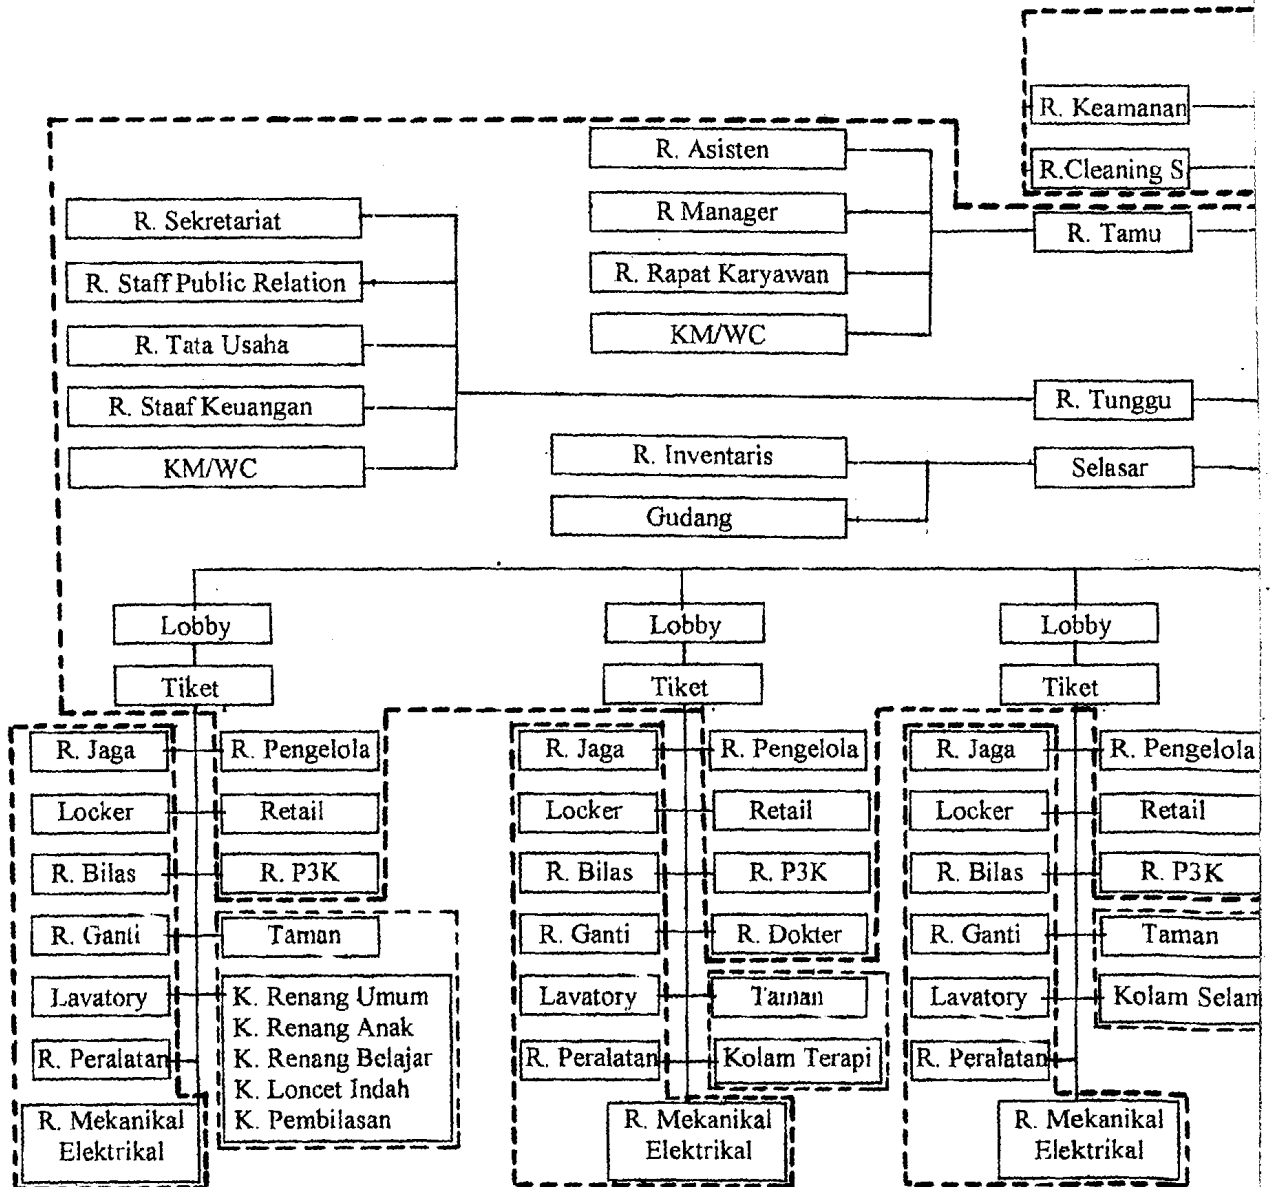 R. Keamanan
R.Cleaning S
R. Asisten
R Manager
R. Tamu
R. Rapat Karyawan
KM/WC
R. Sekretariat
R. Staff Public Relation
R. Tata Usaha
R. Staaf Keuangan
KM/WC
R. Tunggu
R. Inventaris
Selasar
Gudang
Lobby
Tiket
R. Jaga
R. Pengelola
Locker
Retail
R. Bilas
R. P3K
R. Ganti
Taman
Lavatory
K. Renang Umum
K. Renang Anak
K. Renang Belajar
K. Loncet Indah
K. Pembilasan
R. Peralatan
R. Mekanikal
Elektrikal
Lobby
Tiket
R. Jaga
R. Pengelola
Locker
Retail
R. Bilas
R. P3K
R. Ganti
R. Dokter
Lavatory
Taman
R. Peralatan
Kolam Terapi
R. Mekanikal
Elektrikal
Lobby
Tiket
R. Jaga
R. Pengelola
Locker
Retail
R. Bilas
R. P3K
R. Ganti
Taman
Lavatory
Kolam Selam
R. Peralatan
R. Mekanikal
Elektrikal